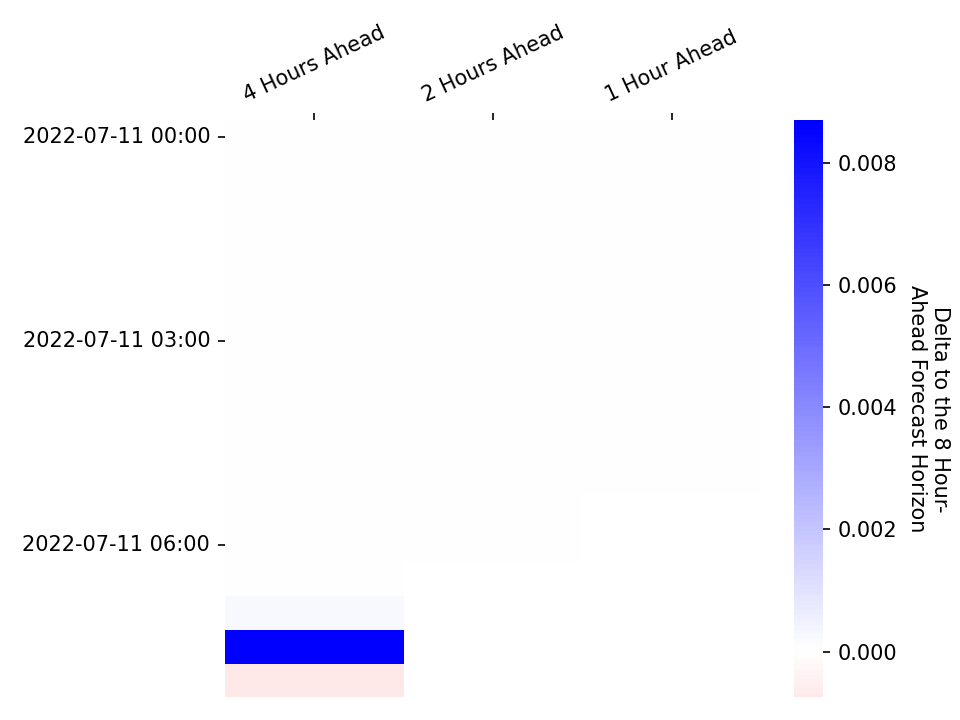 4 Hours Ahead
2 Hours Ahead
1 Hour Ahead
2022-07-11 00:00
2022-07-11 03:00
2022-07-11 06:00
0.008
0.006
0.004
0.002
0.000
Delta to the 8 Hour-
Ahead Forecast Horizon